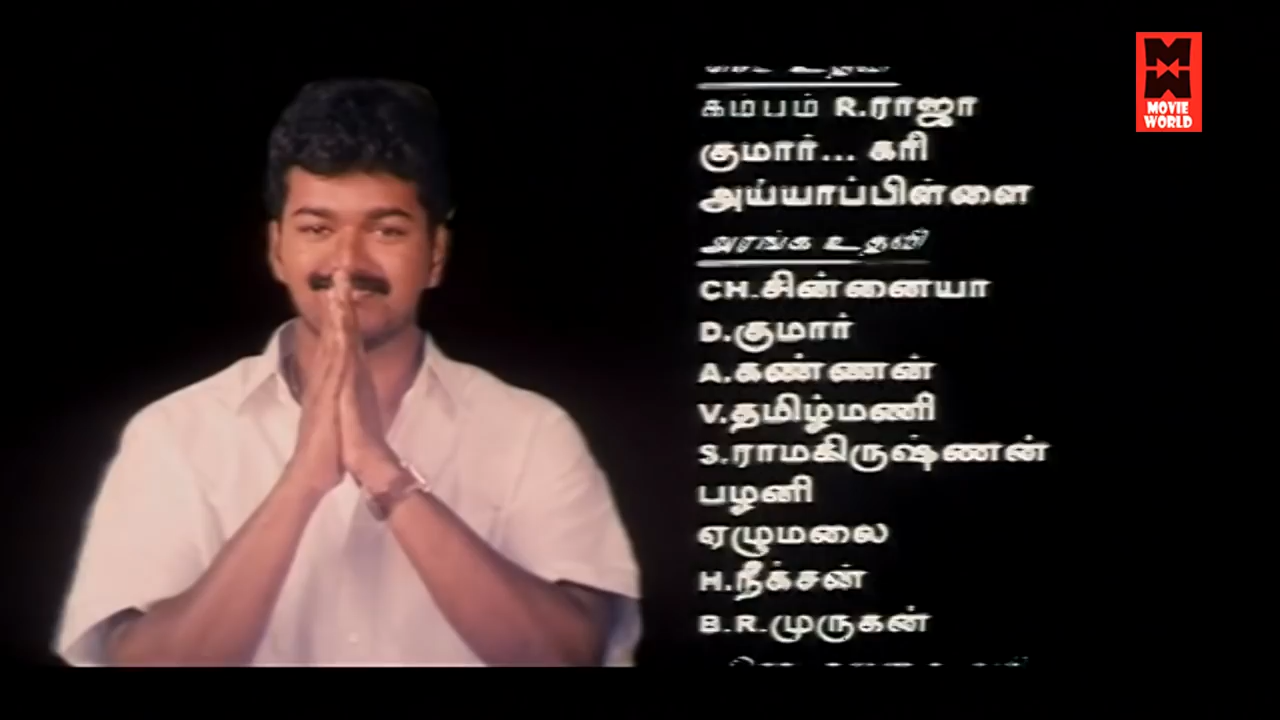 கம்பம் R.ராஜா
குமார்... கரி
அய்யாப்பிள்ளை
அரங்க உதவி
CH.சின்னையா
D.குமார்
A.கண்ணன்
V.தமிழ்மணி
S.ராமகிருஷ்ணன்
பழனி
ஏழுமலை
H.நீக்சன்
B.R.முருகன்
MOVIE
WORLD